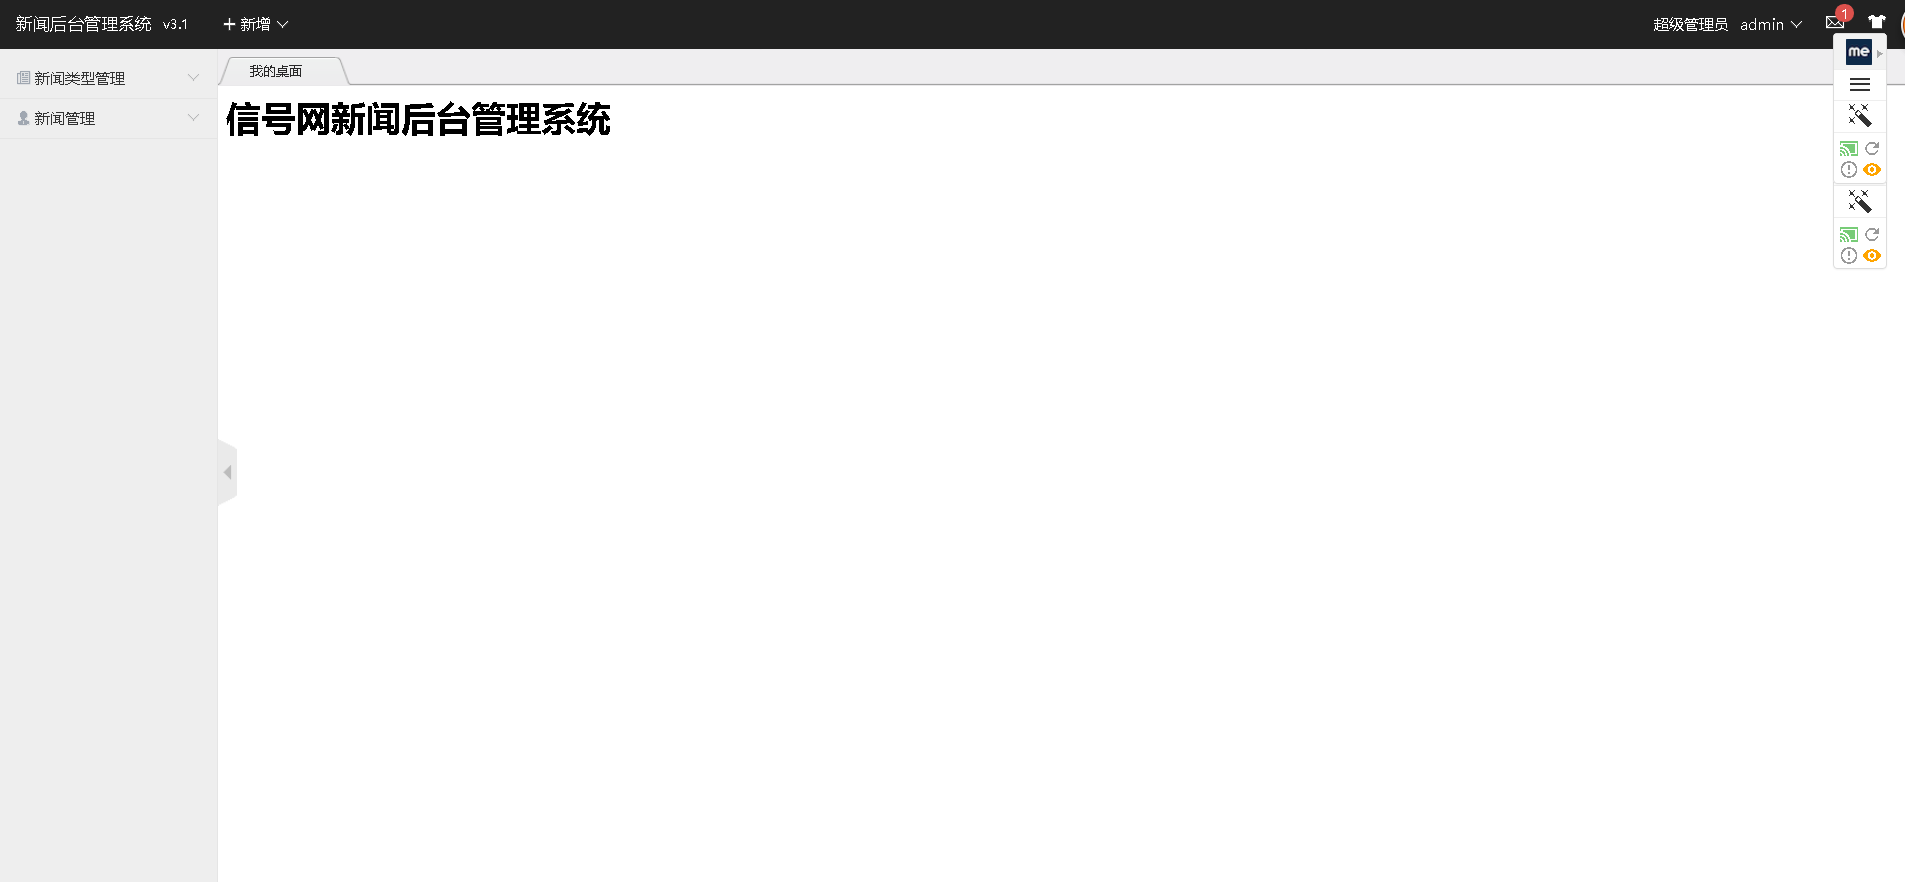 新闻后台管理系统 v3.1 新增 超级管理员 admin 1
me
新闻类型管理
新闻管理
我的桌面
信号网新闻后台管理系统